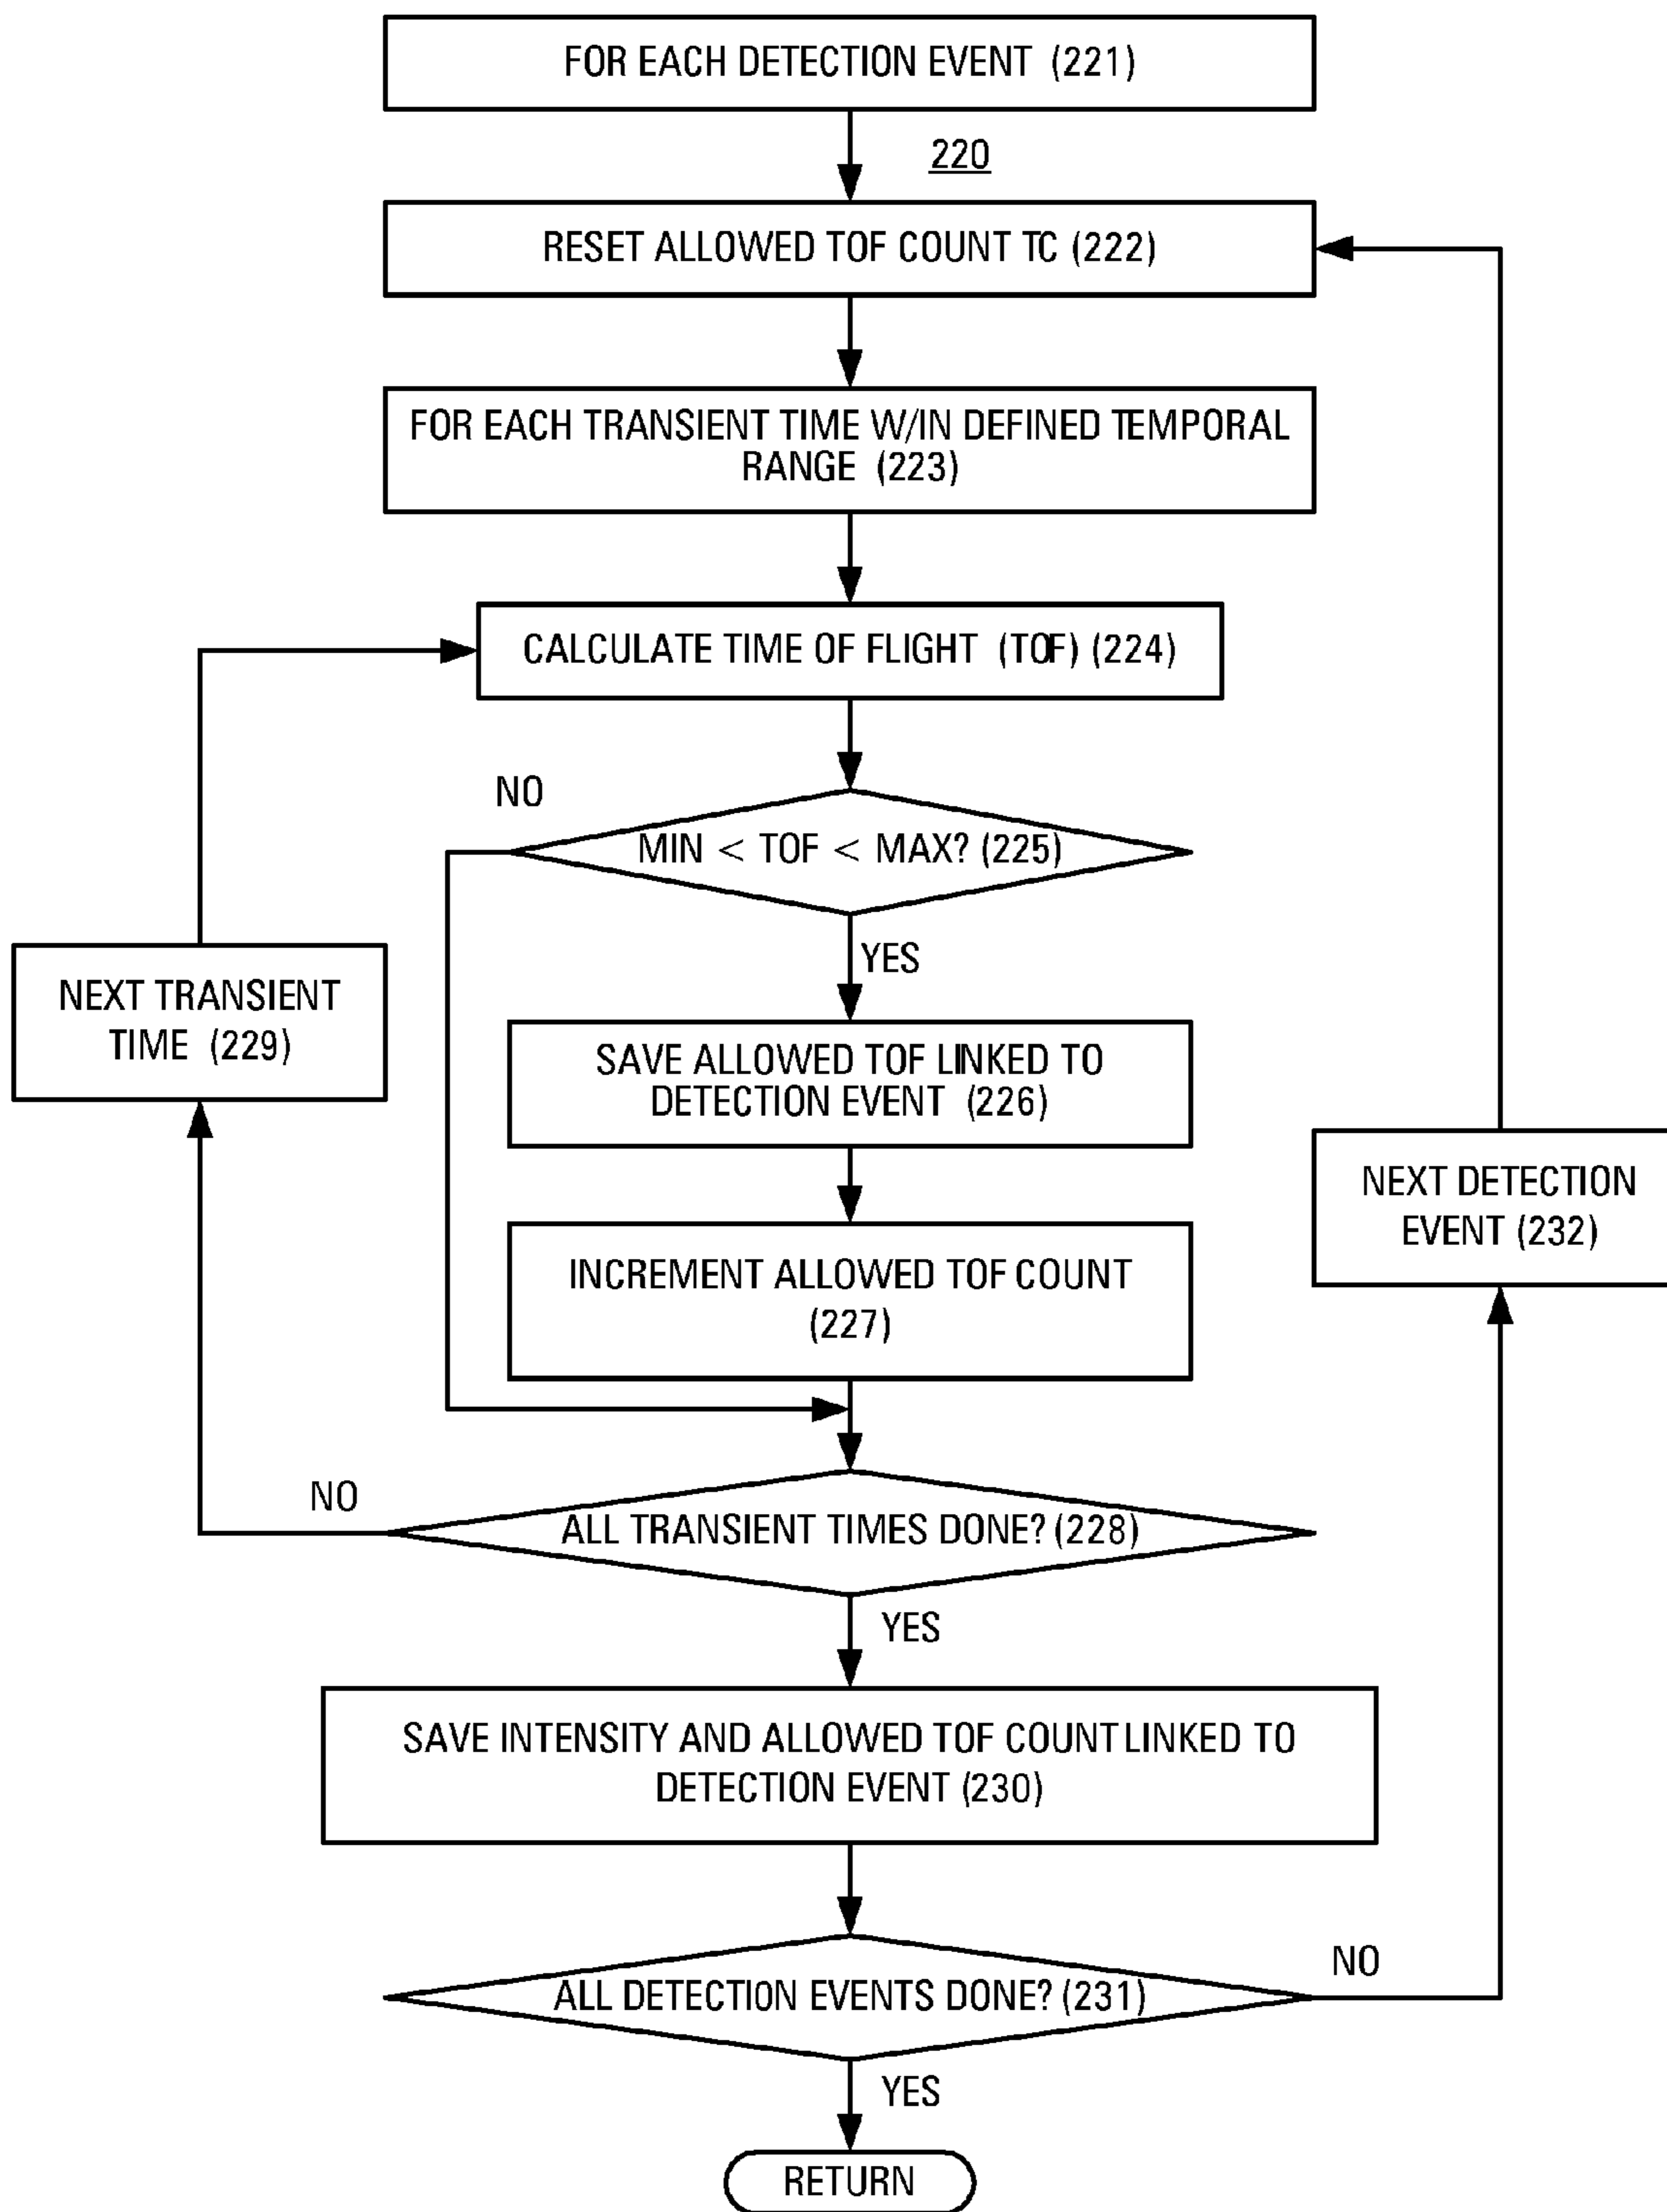 FOR EACH DETECTION EVENT (221)
220
RESET ALLOWED TOF COUNT TC (222)
FOR EACH TRANSIENT TIME W/IN DEFINED TEMPORAL
RANGE (223)
CALCULATE TIME OF FLIGHT (TOF) (224)
NO
MIN < TOF < MAX? (225)
YES
NEXT TRANSIENT
TIME (229)
SAVE ALLOWED TOF LINKED TO
DETECTION EVENT (226)
NEXT DETECTION
EVENT (232)
INCREMENT ALLOWED TOF COUNT
(227)
NO
ALL TRANSIENT TIMES DONE? (228)
YES
SAVE INTENSITY AND ALLOWED TOF COUNT LINKED TO
DETECTION EVENT (230)
NO
ALL DETECTION EVENTS DONE? (231)
YES
RETURN